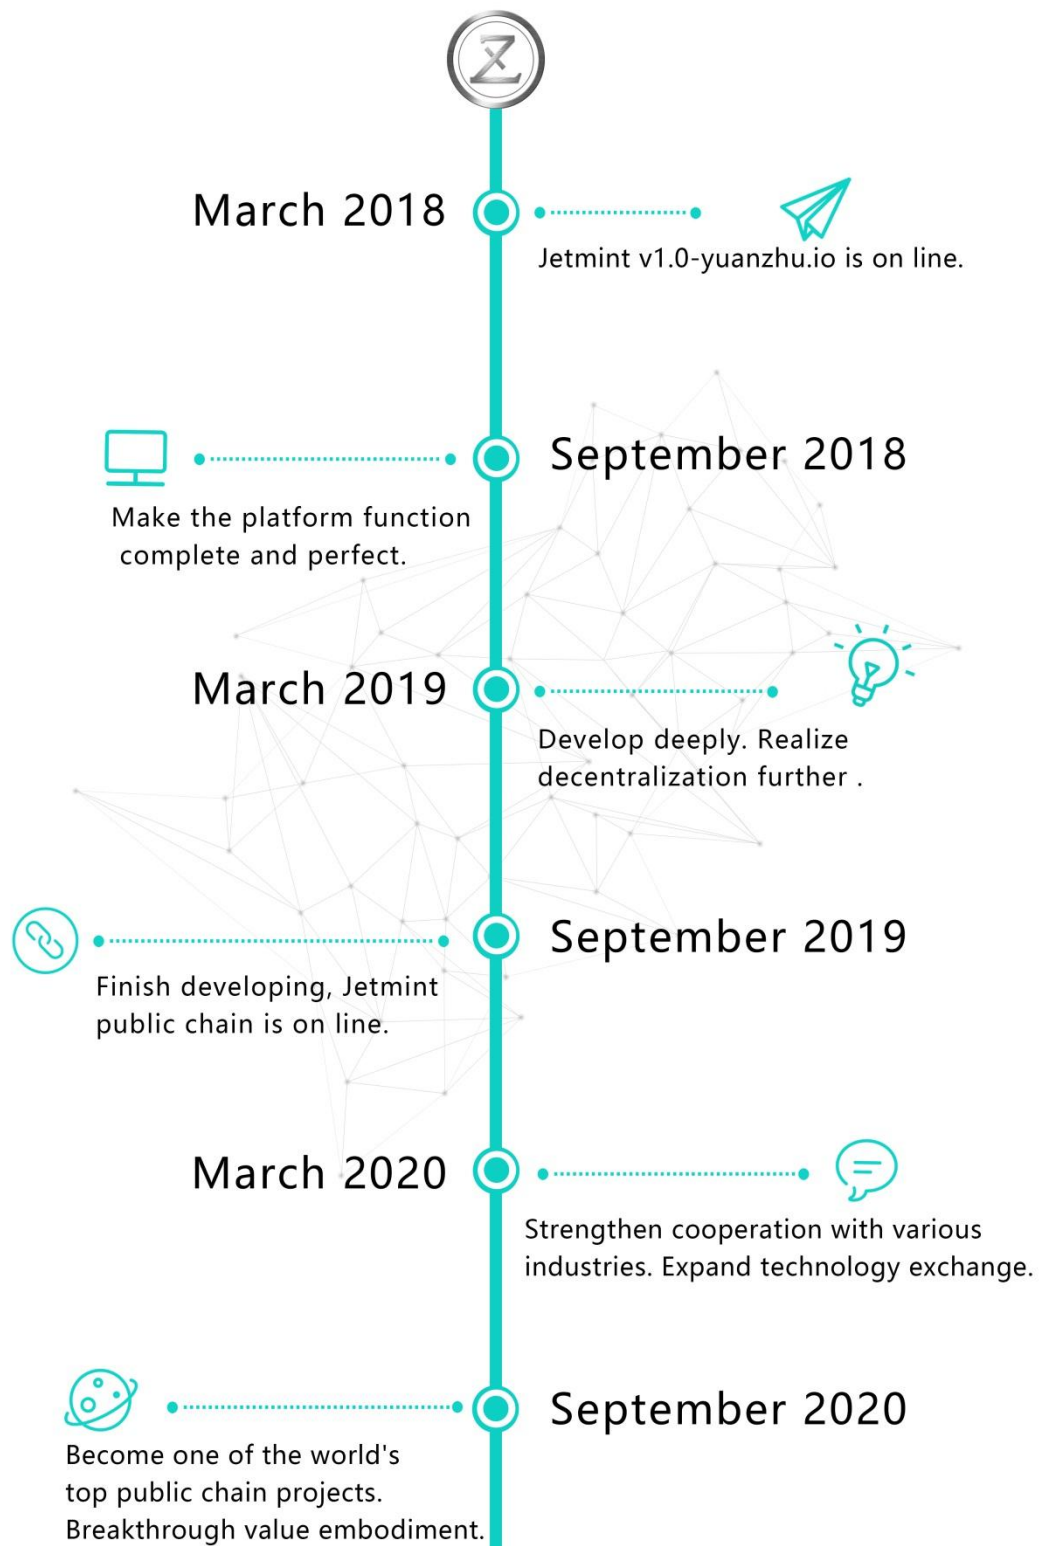 Z
March 2018
Jetmint v1.0-yuanzhu.io is on line.
September 2018
Make the platform function
complete and perfect.
March 2019
Develop deeply. Realize
decentralization further .
September 2019
Finish developing, Jetmint
public chain is on line.
March 2020
Strengthen cooperation with various
industries. Expand technology exchange.
September 2020
Become one of the world's
top public chain projects.
Breakthrough value embodiment.